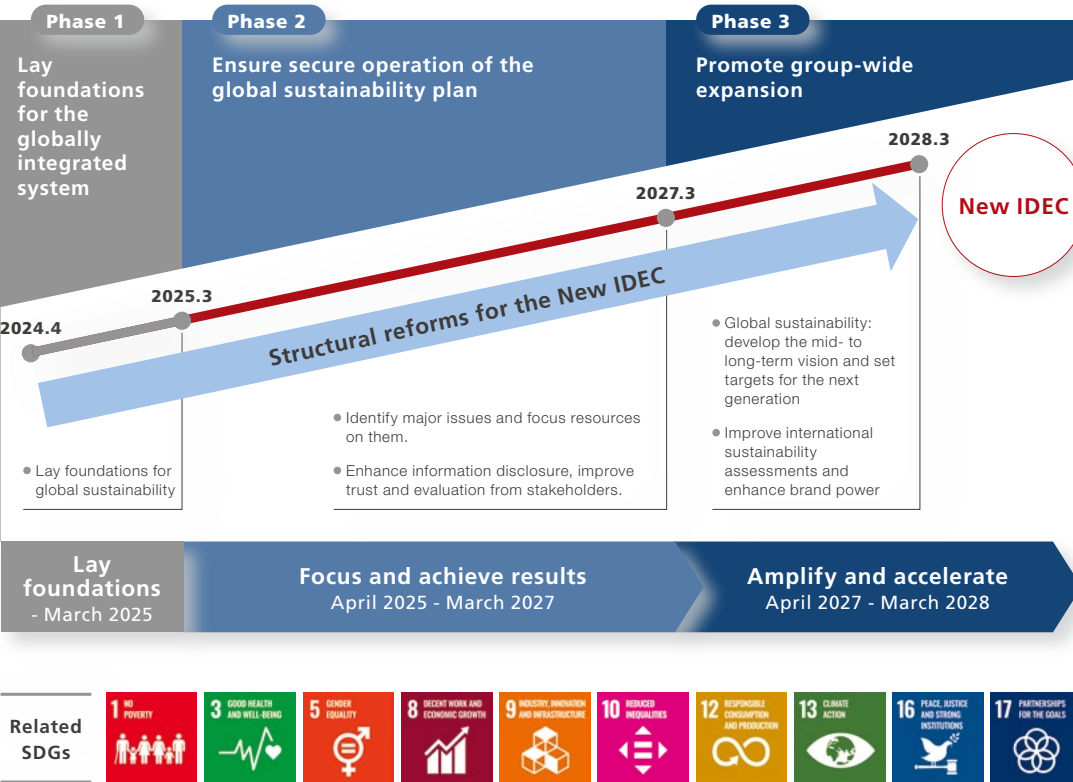 Phase 1
Lay
foundations
for the
globally
integrated
system
Phase 2
Ensure secure operation of the
global sustainability plan
Phase 3
Promote group-wide
expansion
2024.4
2025.3
2027.3
2028.3
New IDEC
Structural reforms for the New IDEC
Lay foundations for
global sustainability
Identify major issues and focus resources
on them.
Enhance information disclosure, improve
trust and evaluation from stakeholders.
Global sustainability:
develop the mid- to
long-term vision and set
targets for the next
generation
Improve international
sustainability
assessments and
enhance brand power
Lay
foundations
- March 2025
Focus and achieve results
April 2025 - March 2027
Amplify and accelerate
April 2027 - March 2028
Related
SDGs
1 NO
POVERTY
3 GOOD HEALTH
AND WELL-BEING
5 GENDER
EQUALITY
8 DECENT WORK AND
ECONOMIC GROWTH
9 INDUSTRY, INNOVATION
AND INFRASTRUCTURE
10 REDUCED
INEQUALITIES
12 RESPONSIBLE
CONSUMPTION
AND PRODUCTION
13 CLIMATE
ACTION
16 PEACE, JUSTICE
AND STRONG
INSTITUTIONS
17 PARTNERSHIPS
FOR THE GOALS